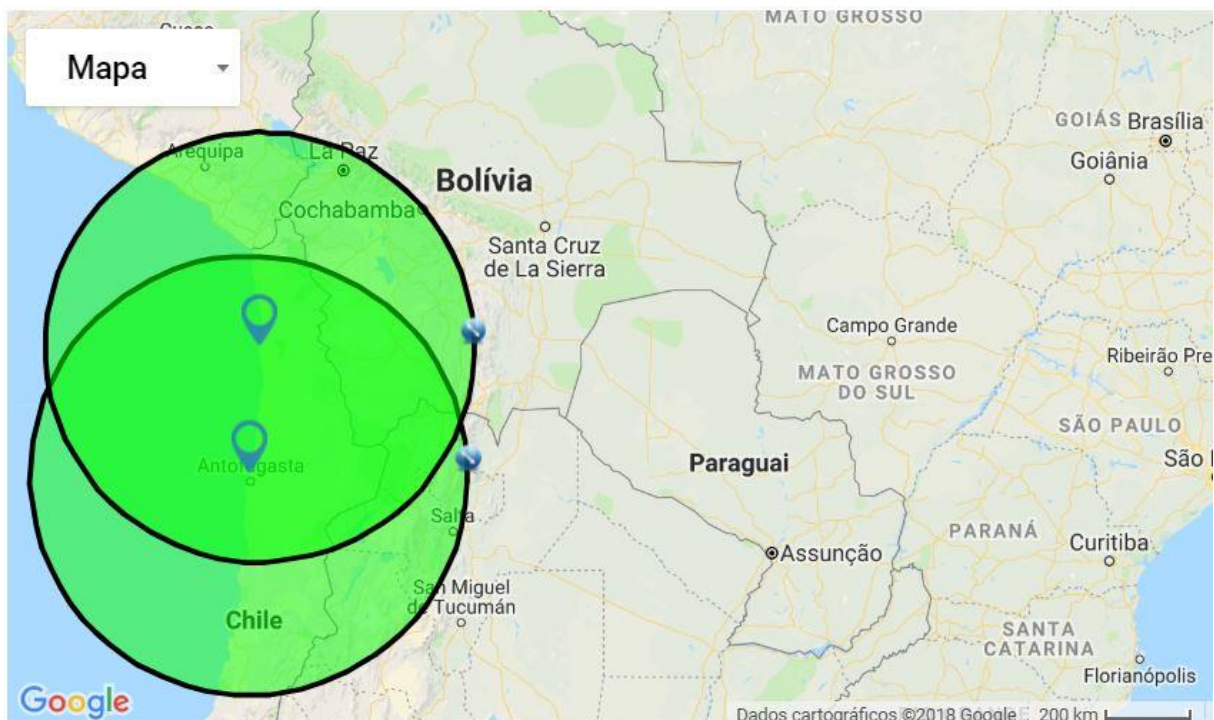 MATO GROSSO
Mapa
GOIÁS
Brasília
Arequipa
La Paz
Goiânia
Bolívia
Cochabamba
Santa Cruz
de La Sierra
Campo Grande
Ribeirão Pre
MATO GROSSO
DO SUL
SÃO PAULO
Antofagasta
Paraguai
São
Salta
PARANÁ
Curitiba
Assunção
San Miguel
de Tucumán
Chile
SANTA
CATARINA
Florianópolis
Google
Dados cartográficos ©2018 Google
200 km